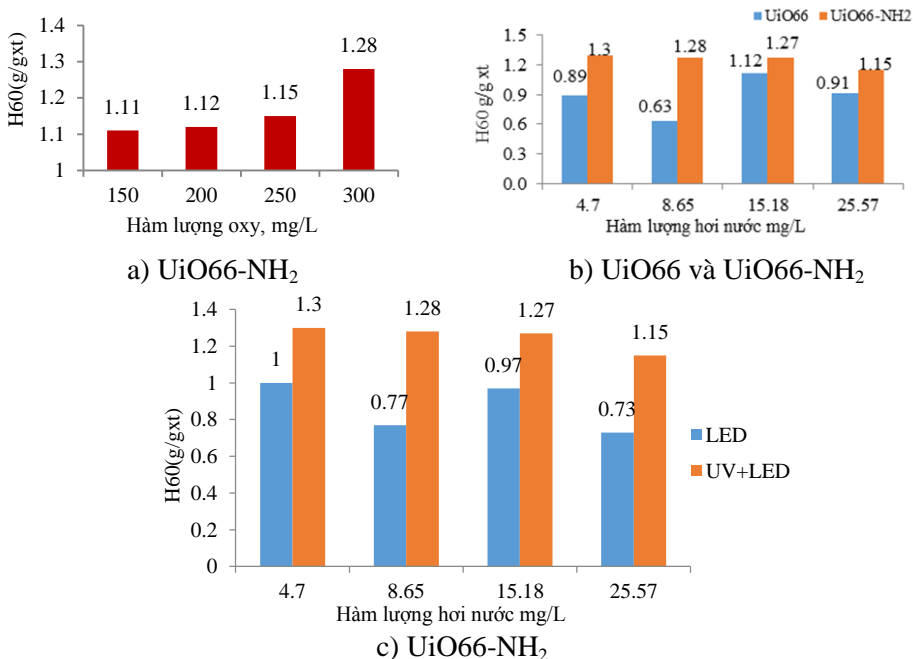 H60(g/gxt)
1.4
1.3
1.2
1.1
1
1.11
1.12
1.15
1.28
150 200 250 300
Hàm lượng oxy, mg/L
a) UiO66-NH2
UiO66 UiO66-NH2
H60 g/g xt
1.5
1.2
0.9
0.6
0.3
0.0
0.89
1.3
0.63
1.28
1.12
1.27
0.91
1.15
4.7 8.65 15.18 25.57
Hàm lượng hơi nước mg/L
b) UiO66 và UiO66-NH2
H60(g/gxt)
1.4
1.2
1
0.8
0.6
0.4
0.2
0
1
1.3
0.77
1.28
0.97
1.27
0.73
1.15
LED
UV+LED
4.7 8.65 15.18 25.57
Hàm lượng hơi nước mg/L
c) UiO66-NH2